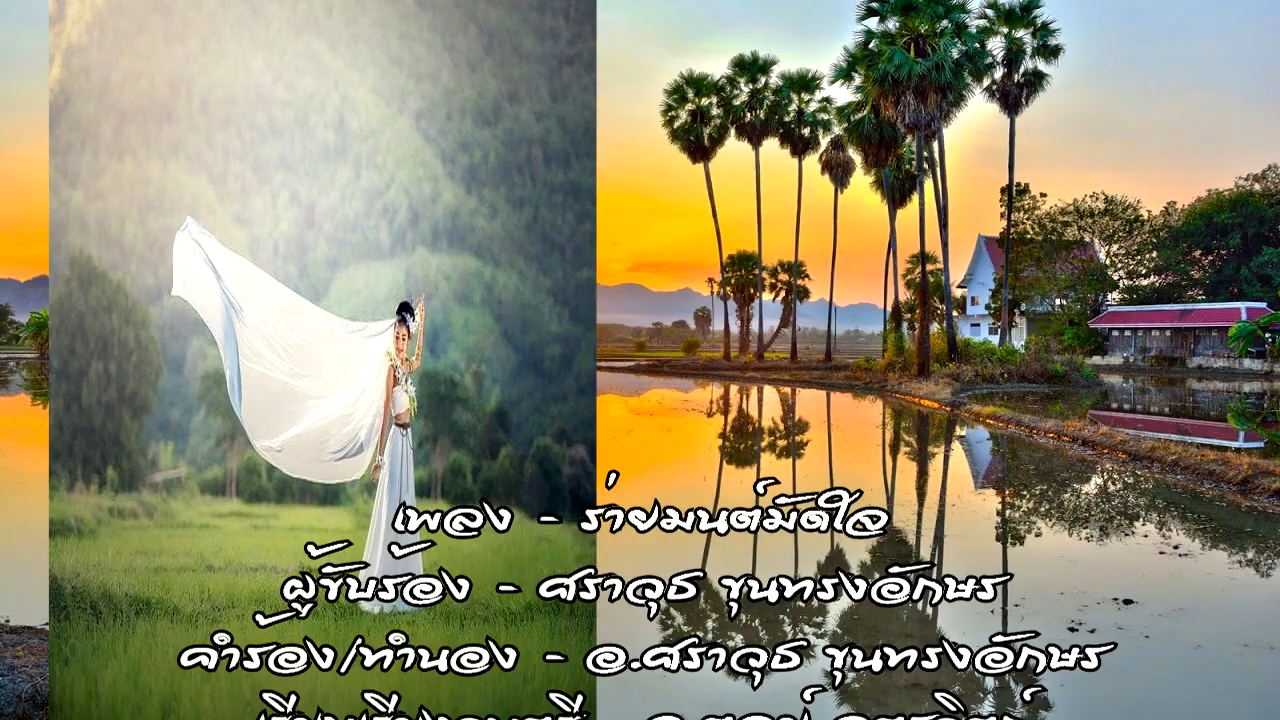 เพลง - ร่ายมนต์มัดใจ
ผู้ขับร้อง - ศราวุธ ขุนทรงอักษร
คำร้อง/ทำนอง - อ.ศราวุธ ขุนทรงอักษร